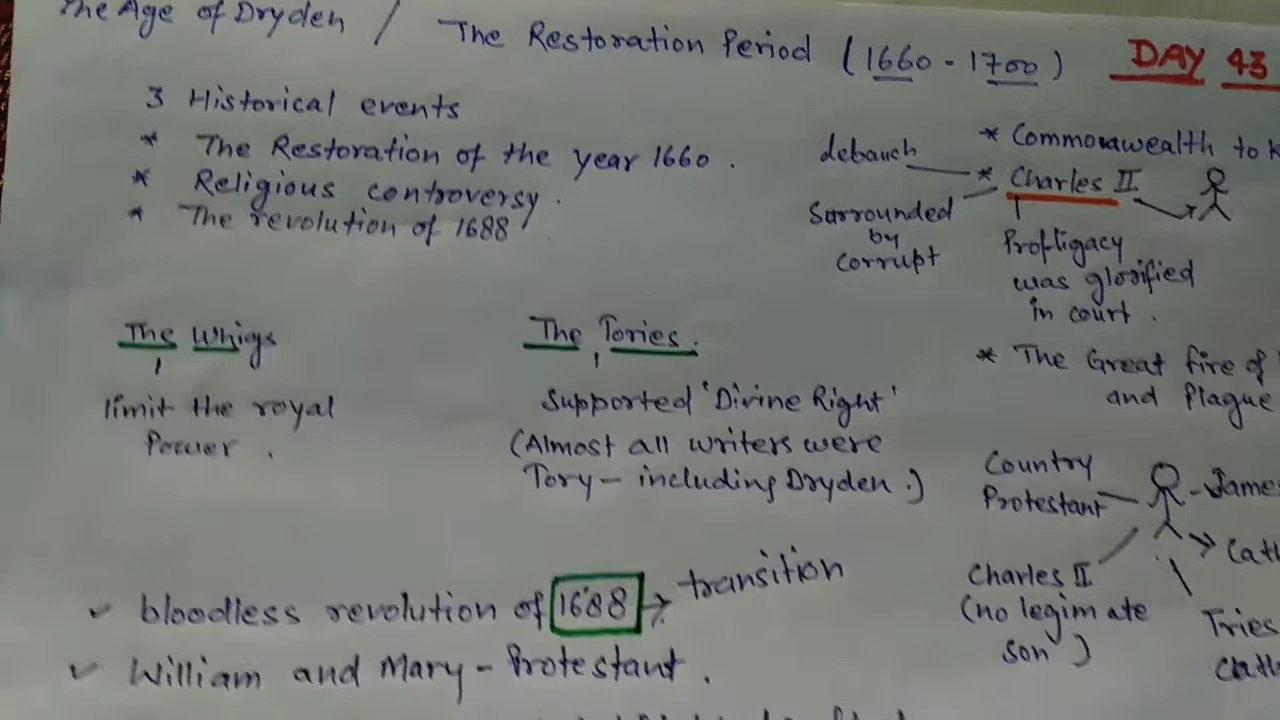 The Age of Dryden / The Restoration Period (1660 - 1700) DAY 43
3 Historical events
* The Restoration of the year 1660 .
* Religious controversy .
* The revolution of 1688 .
* Commonwealth to K
debauch
* Charles II
Surrounded
by
corrupt
Profligacy
was glorified
in court .
The Whigs
limit the royal
Power .
The Tories .
Supported 'Divine Right'
(Almost all writers were
Tory - including Dryden .)
* The Great fire of
and Plague
Country
Protestant
- Jame
Cath
Charles II
(no legimate
son )
Tries
bloodless revolution of 1688 → transition
William and Mary - Protestant .